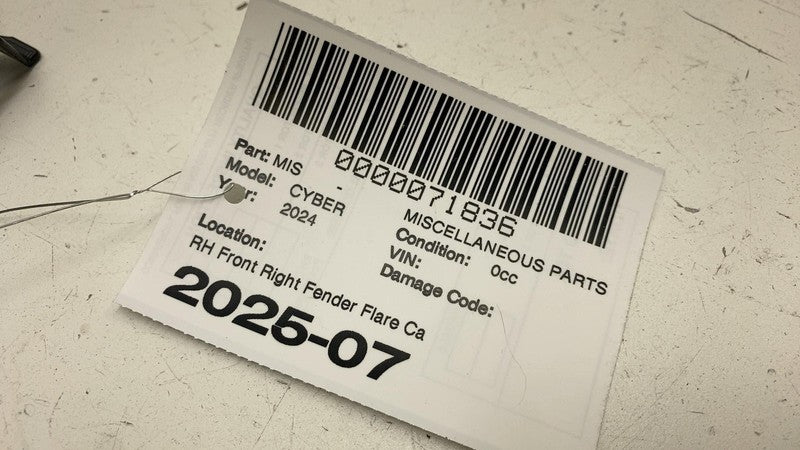 0000071836
Part: MIS - MISCELLANEOUS PARTS
Model: CYBER Condition: 0cc
Year: 2024 VIN:
Damage Code:
Location:
RH Front Right Fender Flare Ca
2025-07